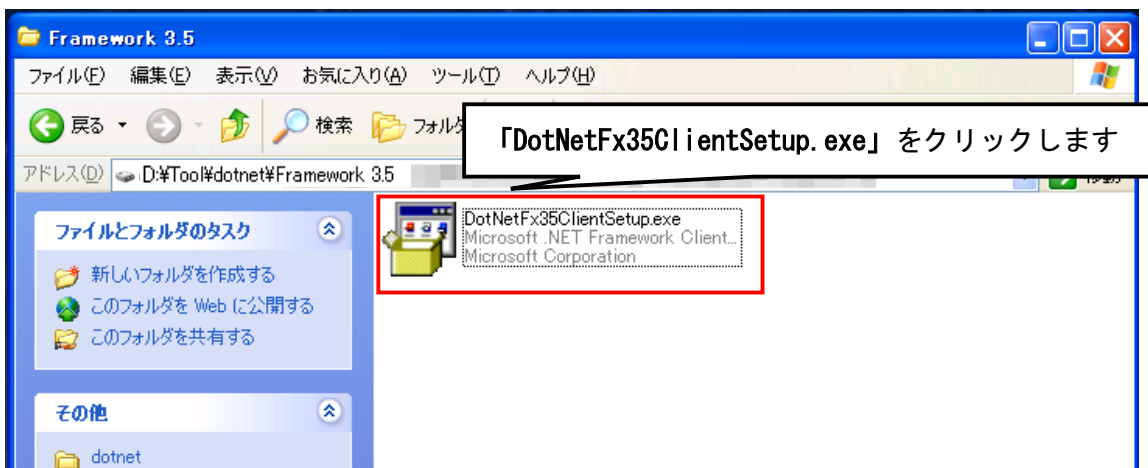 Framework 3.5
ファイル(F) 編集(E) 表示(V) お気に入り(A) ツール(T) ヘルプ(H)
戻る 検索
「DotNetFx35ClientSetup.exe」をクリックします
アドレス(D) D:¥Tool¥dotnet¥Framework 3.5
ファイルとフォルダのタスク
新しいフォルダを作成する
このフォルダを Web に公開する
このフォルダを共有する
DotNetFx35ClientSetup.exe
Microsoft .NET Framework Client...
Microsoft Corporation
その他
dotnet